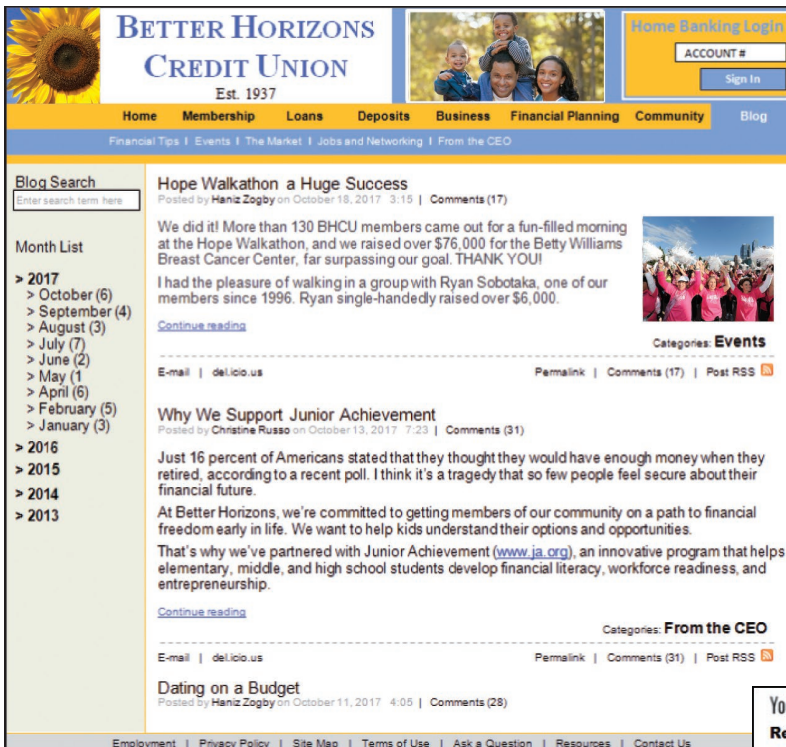 BETTER HORIZONS
CREDIT UNION
Est. 1937
Home Banking Login
ACCOUNT #
Sign In
Home Membership Loans Deposits Business Financial Planning Community Blog
Financial Tips | Events | The Market | Jobs and Networking | From the CEO
Blog Search
Enter search term here
Month List
> 2017
> October (6)
> September (4)
> August (3)
> July (7)
> June (2)
> May (1
> April (6)
> February (5)
> January (3)
> 2016
> 2015
> 2014
> 2013
Hope Walkathon a Huge Success
Posted by Haniz Zogby on October 18, 2017 3:15 | Comments (17)
We did it! More than 130 BHCU members came out for a fun-filled morning
at the Hope Walkathon, and we raised over $76,000 for the Betty Williams
Breast Cancer Center, far surpassing our goal. THANK YOU!
I had the pleasure of walking in a group with Ryan Sobotaka, one of our
members since 1996. Ryan single-handedly raised over $6,000.
Continue reading
Categories: Events
E-mail | del.icio.us Permalink | Comments (17) | Post RSS
Why We Support Junior Achievement
Posted by Christine Russo on October 13, 2017 7:23 | Comments (31)
Just 16 percent of Americans stated that they thought they would have enough money when they
retired, according to a recent poll. I think it's a tragedy that so few people feel secure about their
financial future.
At Better Horizons, we're committed to getting members of our community on a path to financial
freedom early in life. We want to help kids understand their options and opportunities.
That's why we've partnered with Junior Achievement (www.ja.org), an innovative program that helps
elementary, middle, and high school students develop financial literacy, workforce readiness, and
entrepreneurship.
Continue reading
Categories: From the CEO
E-mail | del.icio.us Permalink | Comments (31) | Post RSS
Dating on a Budget
Posted by Haniz Zogby on October 11, 2017 4:05 | Comments (28)
Employment | Privacy Policy | Site Map | Terms of Use | Ask a Question | Resources | Contact Us